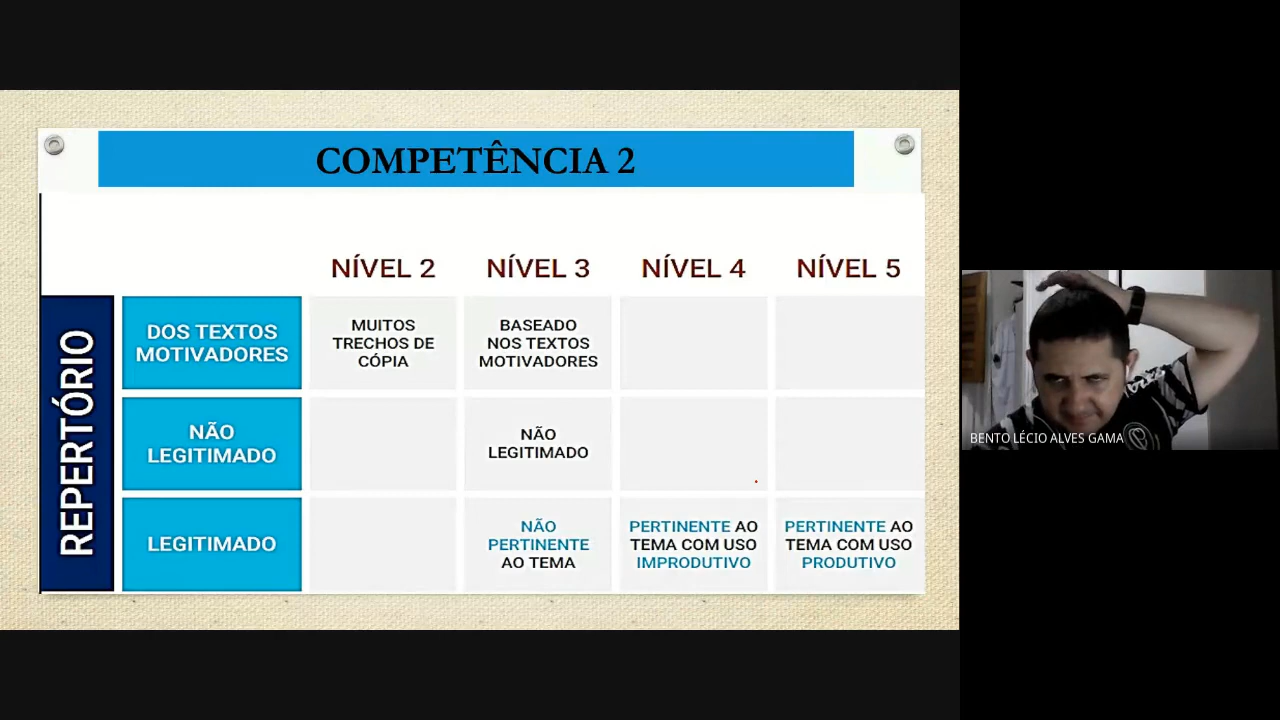 COMPETÊNCIA 2
NÍVEL 2
NÍVEL 3
NÍVEL 4
NÍVEL 5
REPERTÓRIO
DOS TEXTOS
MOTIVADORES
MUITOS
TRECHOS DE
CÓPIA
BASEADO
NOS TEXTOS
MOTIVADORES
NÃO
LEGITIMADO
NÃO
LEGITIMADO
LEGITIMADO
NÃO
PERTINENTE
AO TEMA
PERTINENTE AO
TEMA COM USO
IMPRODUTIVO
PERTINENTE AO
TEMA COM USO
PRODUTIVO
BENTO LÉCIO ALVES GAMA